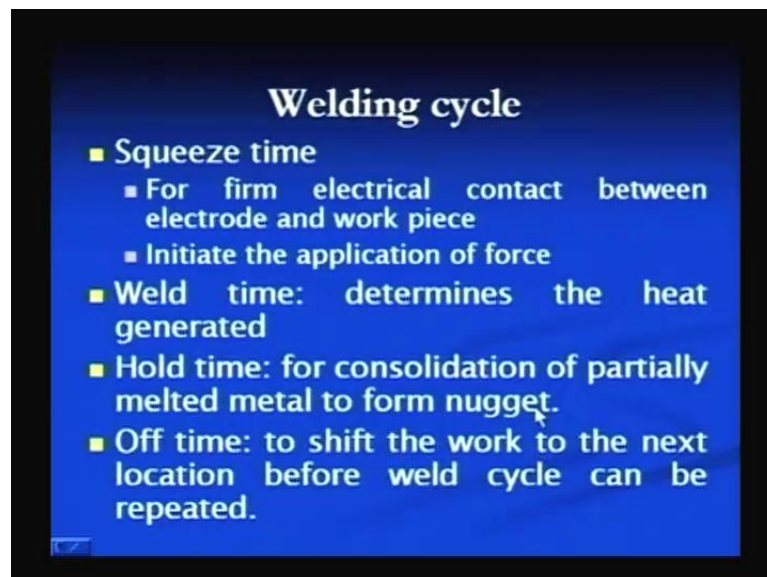 Welding cycle
Squeeze time
For firm electrical contact between
electrode and work piece
Initiate the application of force
Weld time: determines the heat
generated
Hold time: for consolidation of partially
melted metal to form nugget.
Off time: to shift the work to the next
location before weld cycle can be
repeated.